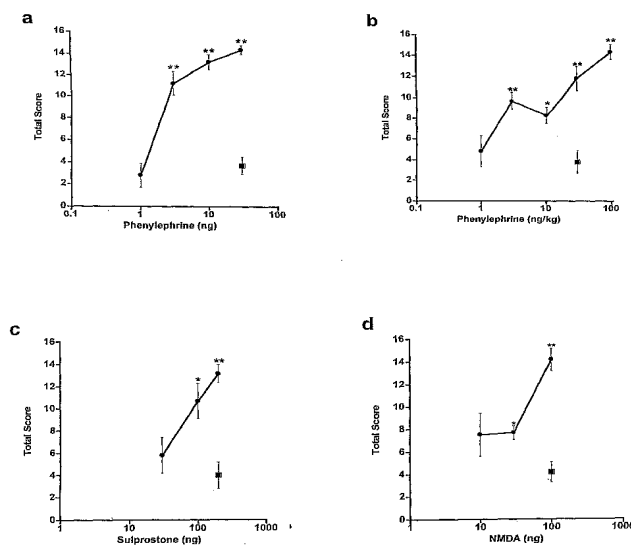 a
16
14
12
10
8
6
4
2
0
** ** **
Total Score
0.1 1 10 100
Phenylephrine (ng)
b
16
14
12
10
8
6
4
2
0
** * ** **
Total Score
0.1 1 10 100
Phenylephrine (ng/kg)
c
16
14
12
10
8
6
4
2
0
* **
Total Score
1 10 100 1000
Sulprostone (ng)
d
16
14
12
10
8
6
4
2
0
* **
Total Score
1 10 100 1000
NMDA (ng)